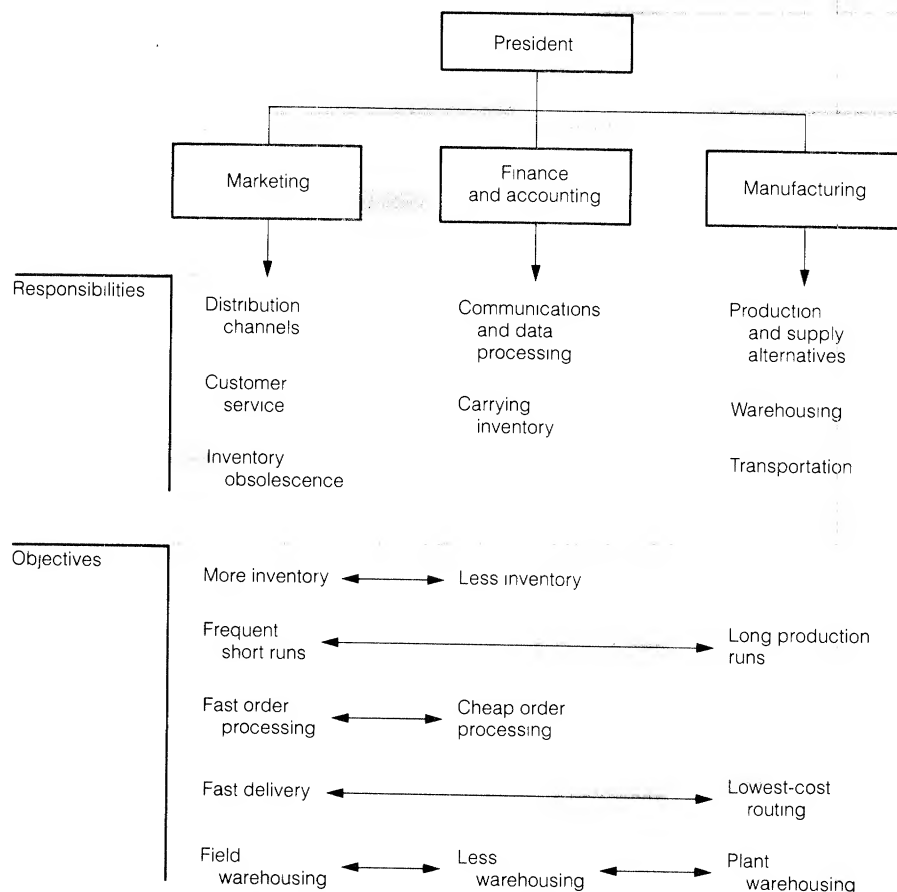 President
Marketing
Finance
and accounting
Manufacturing
Responsibilities
Distribution
channels
Customer
service
Inventory
obsolescence
Communications
and data
processing
Carrying
inventory
Production
and supply
alternatives
Warehousing
Transportation
Objectives
More inventory
Less inventory
Frequent
short runs
Long production
runs
Fast order
processing
Cheap order
processing
Fast delivery
Lowest-cost
routing
Field
warehousing
Less
warehousing
Plant
warehousing